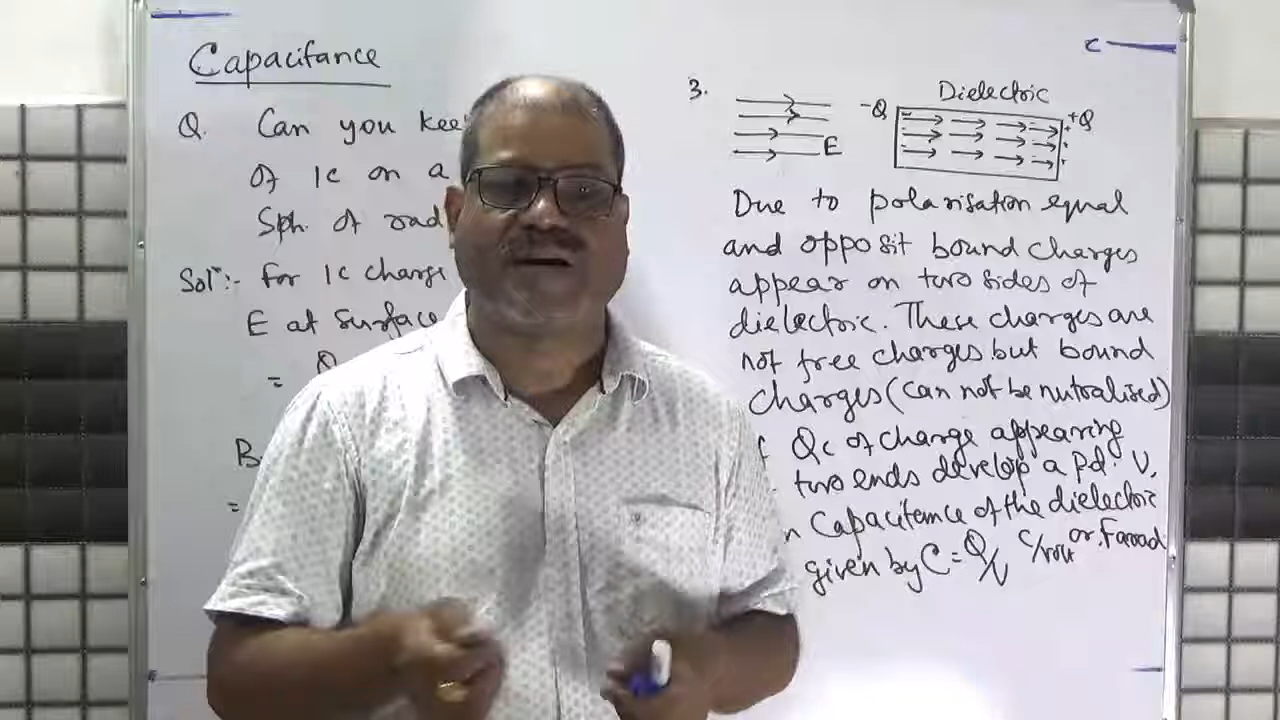 Capacitance
Q. Can you kee
Of 1c on a
Sph. of rad
Solⁿ:- For 1c charge
E at surface
= Q
B
=
c
3.
E
Dielectric
-Q
+Q
Due to polarisation equal
and opposit bound charges
appear on two sides of
dielectric. These charges are
not free charges but bound
charges (can not be nutralised)
f Qc of charge appearing
two ends develop a pd. V,
n Capacitance of the dielectric
given by C = Q/V C/volt or Farad